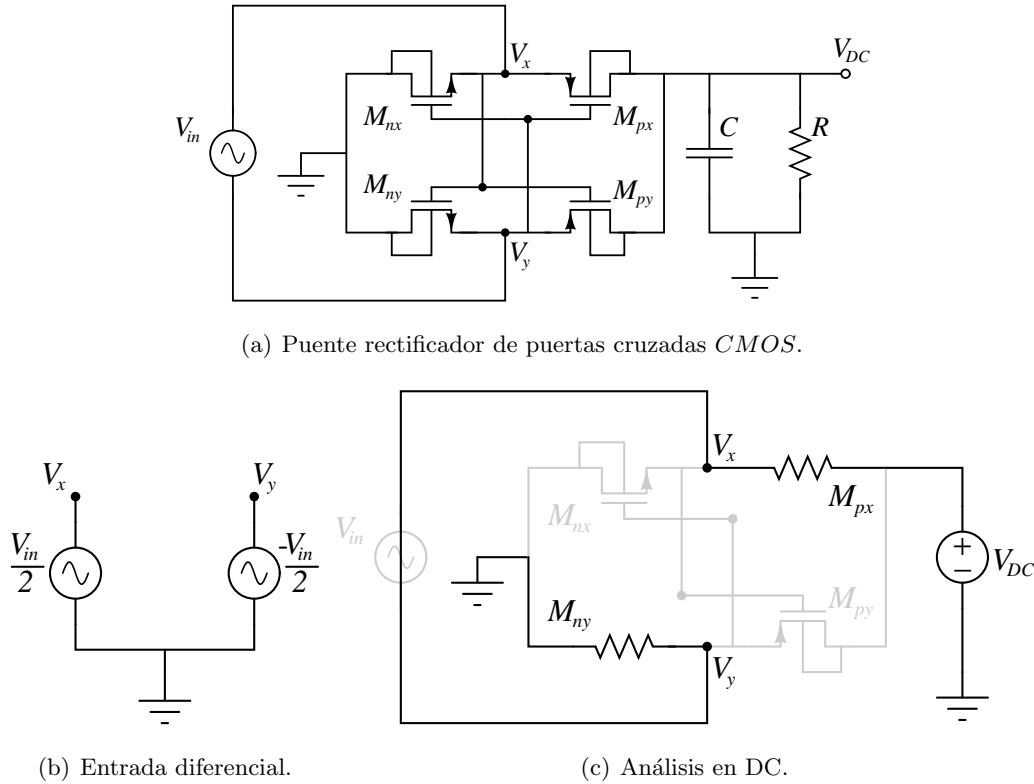 V_DC
V_x
M_nx
M_px
C
R
V_in
M_ny
M_py
V_y
(a) Puente rectificador de puertas cruzadas CMOS.
V_x
V_y
V_in
2
-V_in
2
(b) Entrada diferencial.
V_x
M_px
M_nx
V_in
+
−
V_DC
M_ny
M_py
V_y
(c) Análisis en DC.